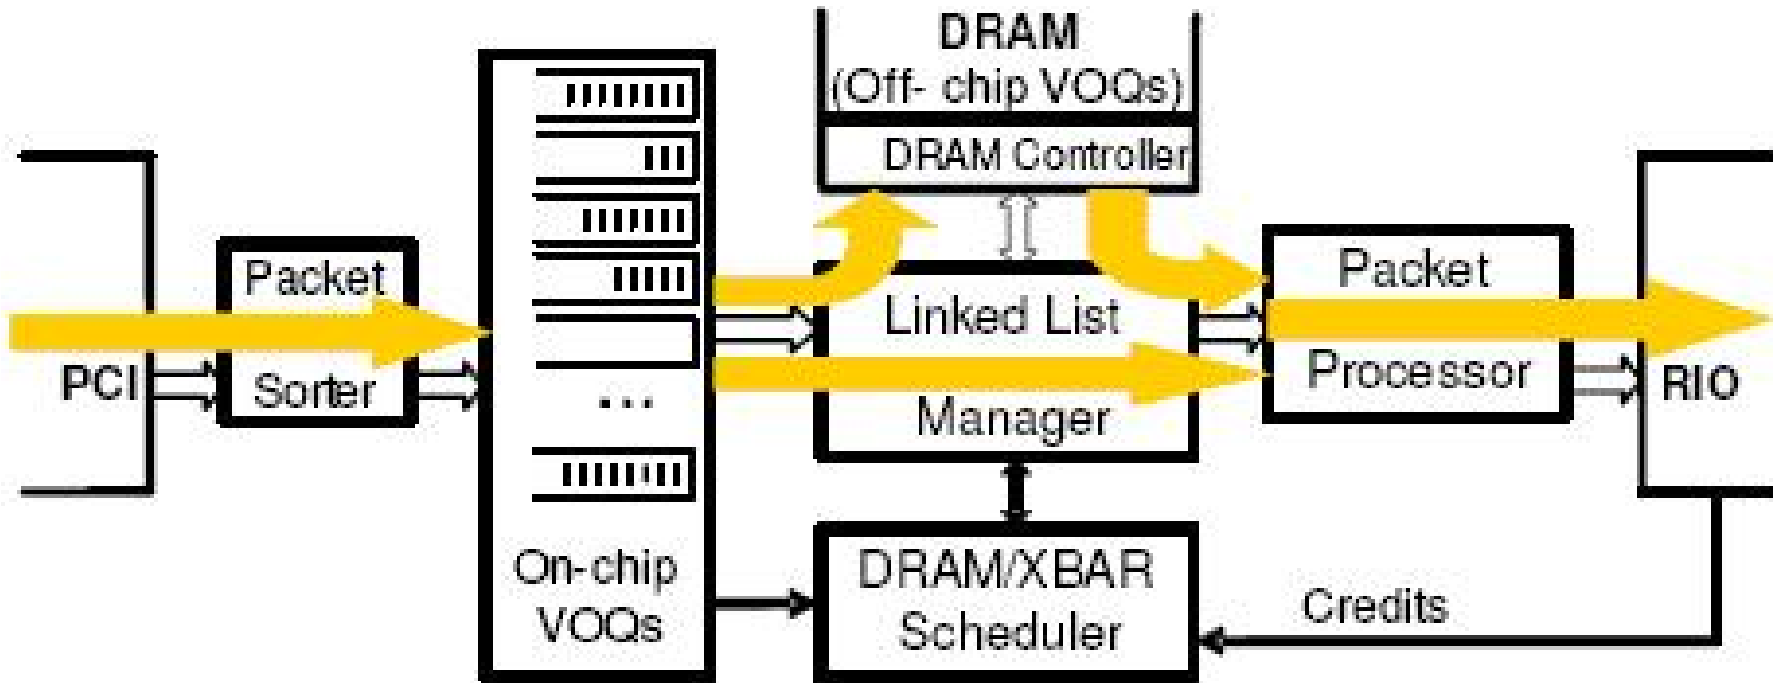 DRAM
(Off- chip VOQs)
DRAM Controller
Packet
Sorter
PCI
...
On-chip
VOQs
Linked List
Manager
DRAM/XBAR
Scheduler
Packet
Processor
RIO
Credits